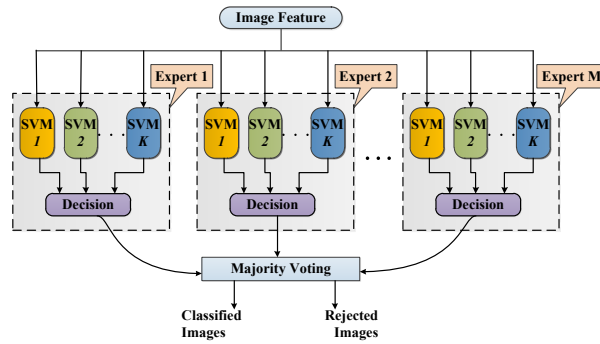 Image Feature
Expert 1
Expert 2
Expert M
SVM
1
SVM
2
. . .
SVM
K
SVM
1
SVM
2
. . .
SVM
K
. . .
SVM
1
SVM
2
. . .
SVM
K
Decision
Decision
Decision
Majority Voting
Classified
Images
Rejected
Images